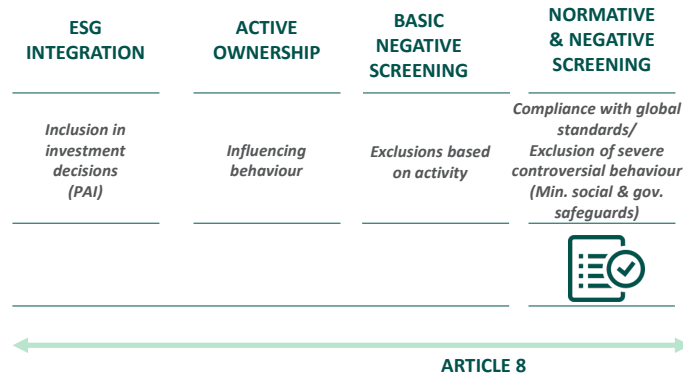 ESG
INTEGRATION
ACTIVE
OWNERSHIP
BASIC
NEGATIVE
SCREENING
NORMATIVE
& NEGATIVE
SCREENING
Inclusion in
investment
decisions
(PAI)
Influencing
behaviour
Exclusions based
on activity
Compliance with global
standards/
Exclusion of severe
controversial behaviour
(Min. social & gov.
safeguards)
ARTICLE 8